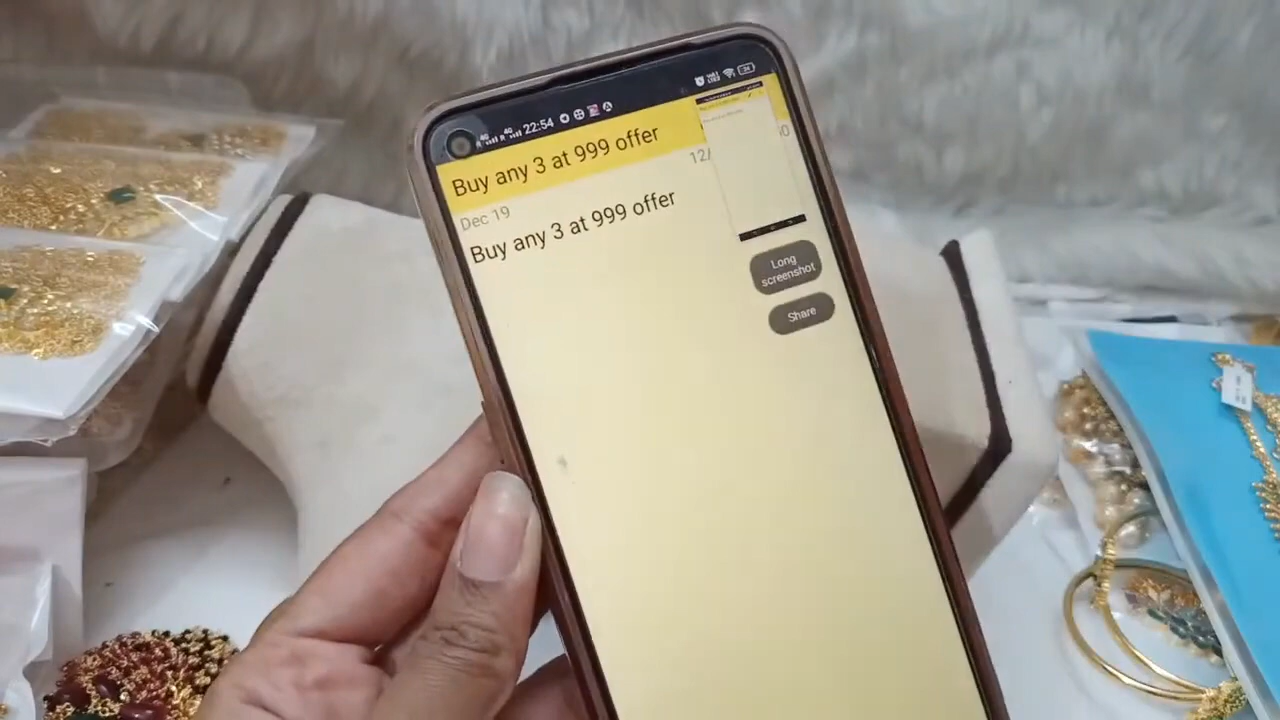 22:54
Buy any 3 at 999 offer
Dec 19
12/
Buy any 3 at 999 offer
Long
screenshot
Share